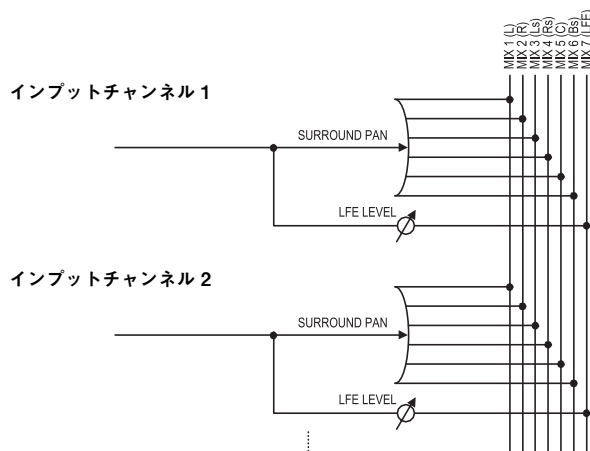 MIX 1 (L)
MIX 2 (R)
MIX 3 (Ls)
MIX 4 (Rs)
MIX 5 (C)
MIX 6 (Bs)
MIX 7 (LFE)
インプットチャンネル 1
SURROUND PAN
LFE LEVEL
インプットチャンネル 2
SURROUND PAN
LFE LEVEL